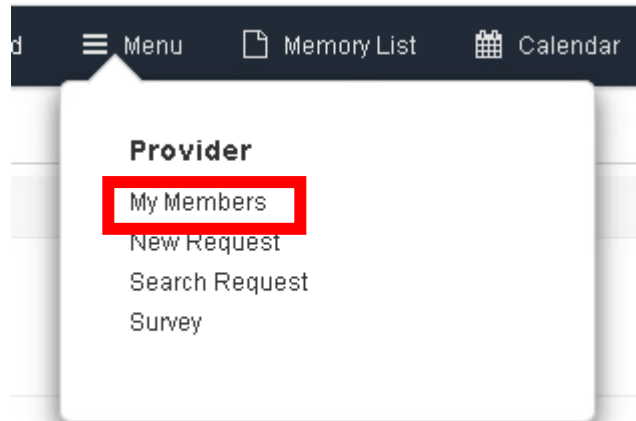 d Menu Memory List Calendar
Provider
My Members
New Request
Search Request
Survey